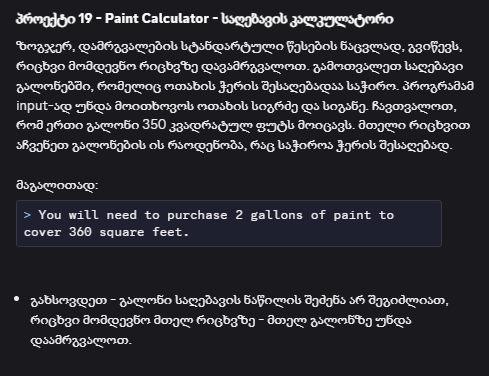 პროექტი 19 - Paint Calculator - საღებავის კალკულატორი
ზოგჯერ, დამრგვალების სტანდარტული წესების ნაცვლად, გვიწევს,
რიცხვი მომდევნო რიცხვზე დავამრგვალოთ. გამოთვალეთ საღებავი
გალონებში, რომელიც ოთახის ჭერის შესაღებადაა საჭირო. პროგრამამ
input-ად უნდა მოითხოვოს ოთახის სიგრძე და სიგანე. ჩავთვალოთ,
რომ ერთი გალონი 350 კვადრატულ ფუტს მოიცავს. მთელი რიცხვით
აჩვენეთ გალონების ის რაოდენობა, რაც საჭიროა ჭერის შესაღებად.
მაგალითად:
> You will need to purchase 2 gallons of paint to
cover 360 square feet.
• გახსოვდეთ - გალონი საღებავის ნაწილის შეძენა არ შეგიძლიათ,
რიცხვი მომდევნო მთელ რიცხვზე - მთელ გალონზე უნდა
დაამრგვალოთ.